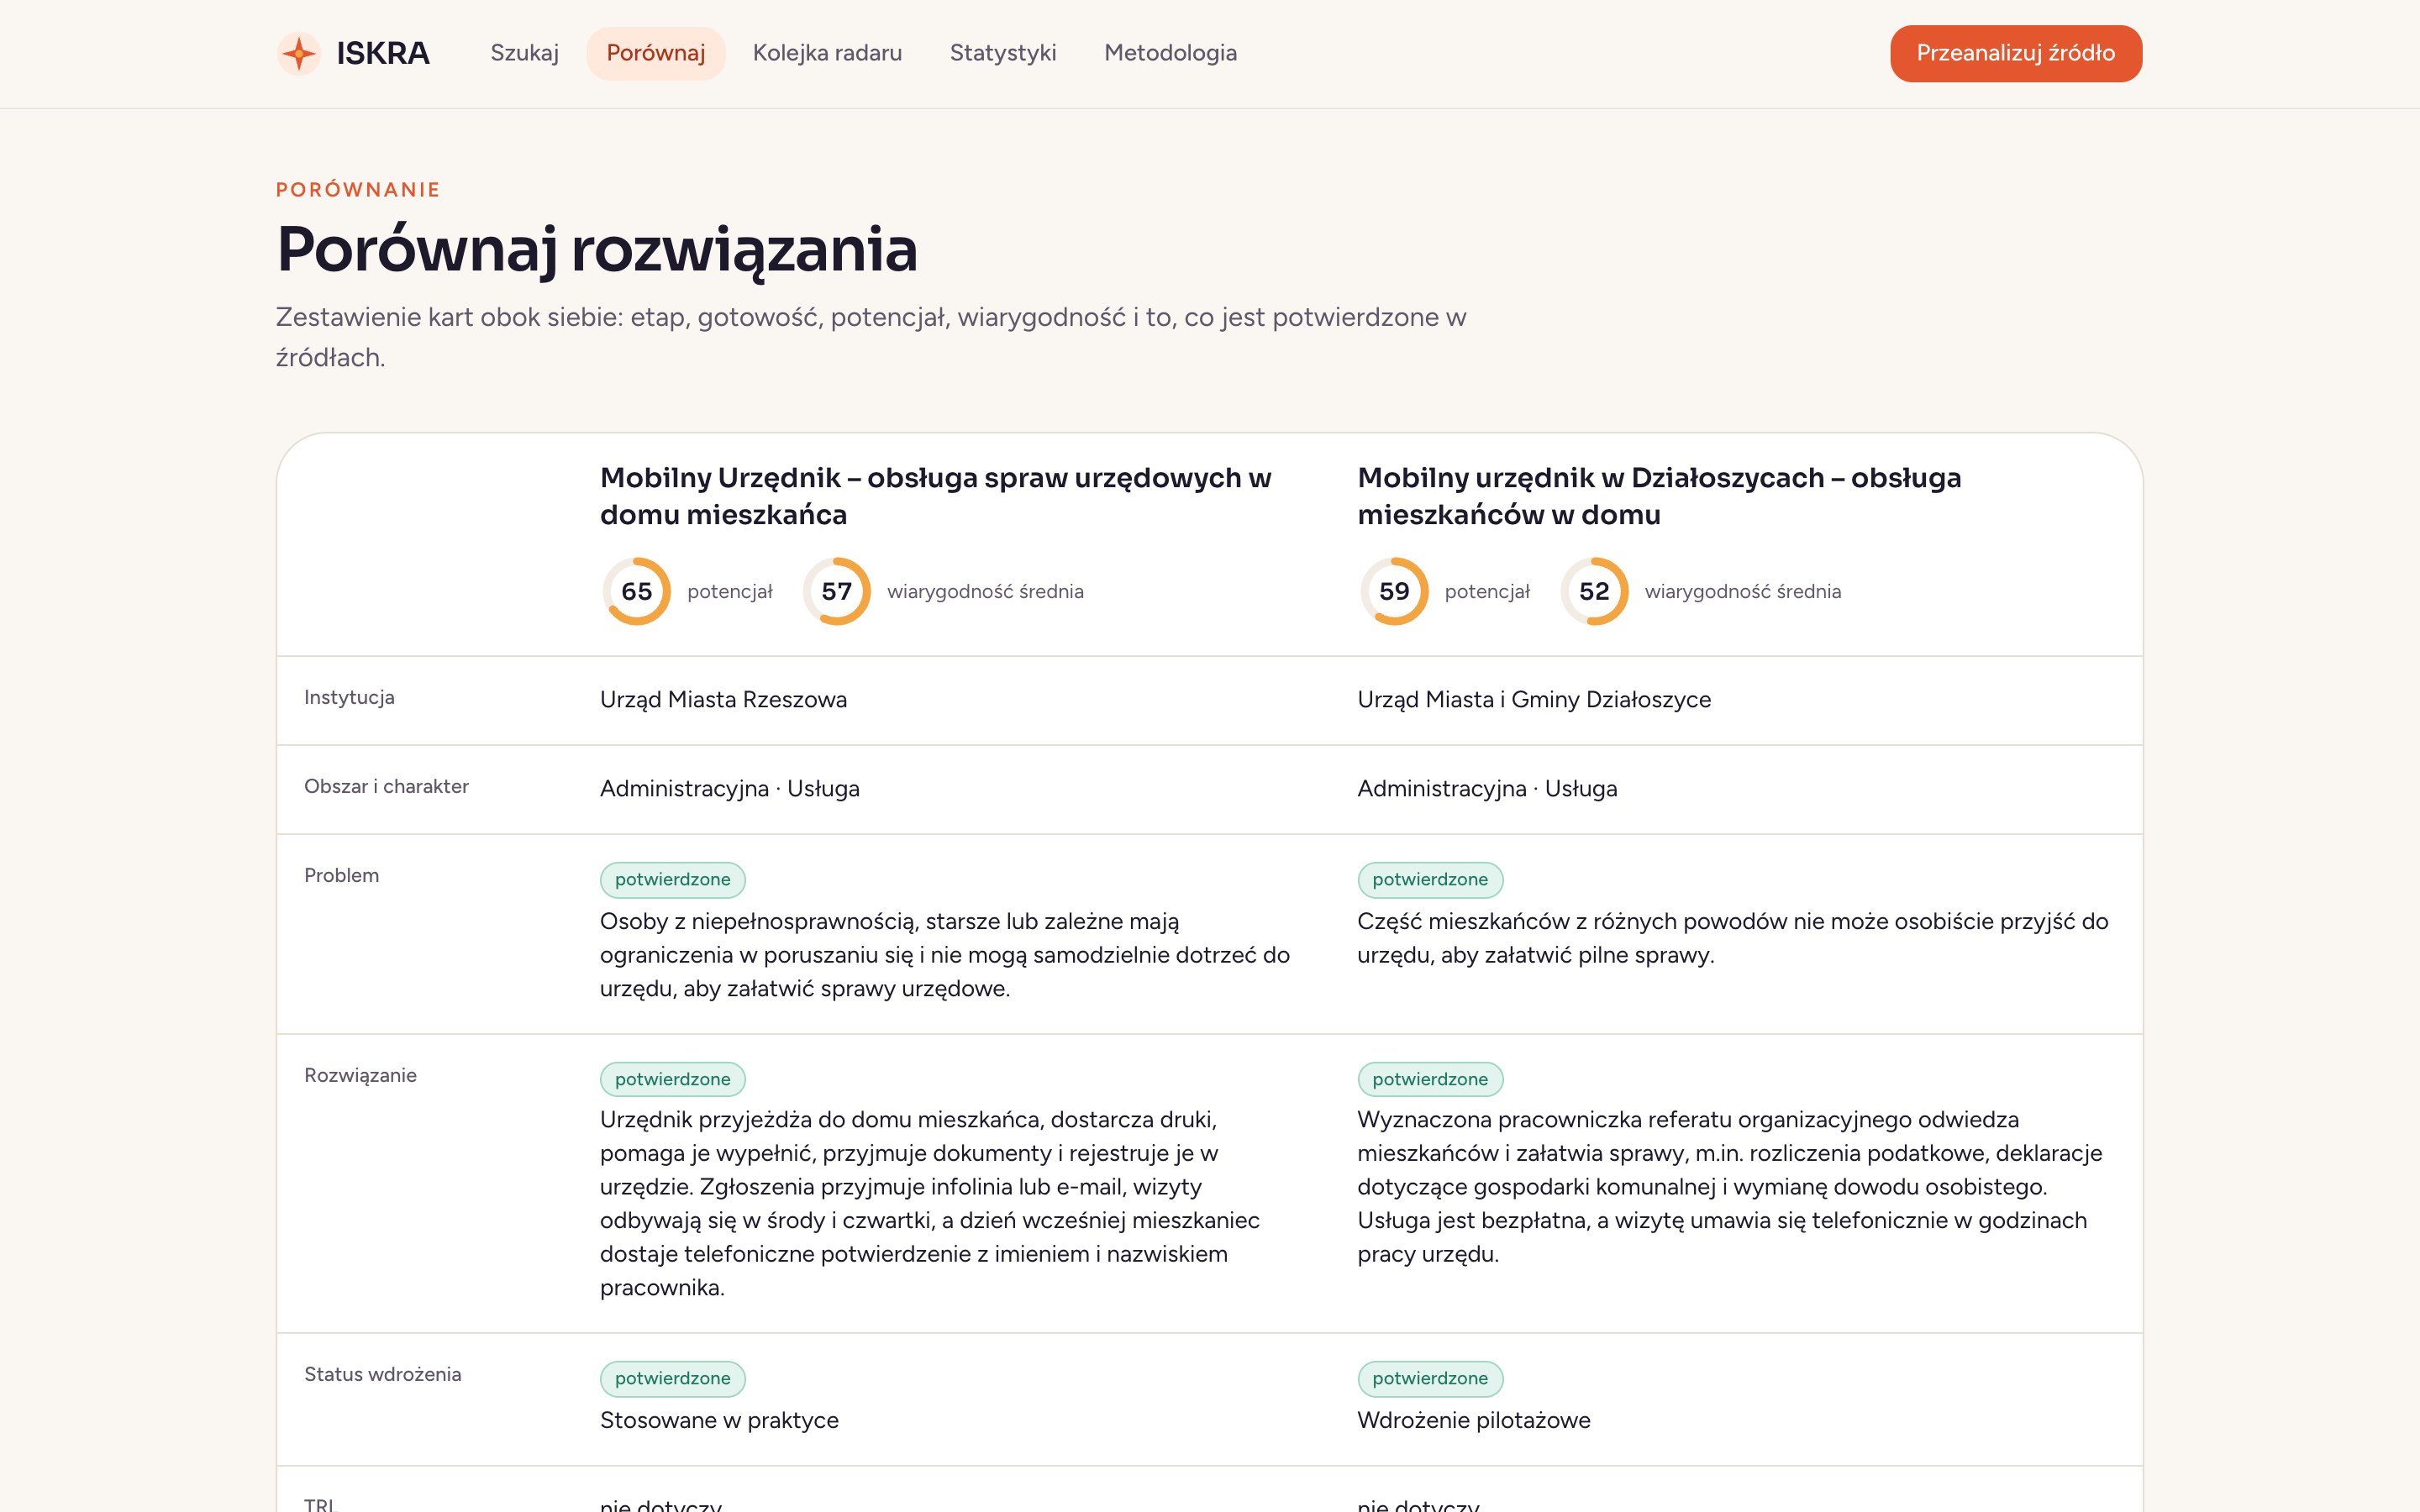 ISKRA
Szukaj
Porównaj
Kolejka radaru
Statystyki
Metodologia
Przeanalizuj źródło
PORÓWNANIE
Porównaj rozwiązania
Zestawienie kart obok siebie: etap, gotowość, potencjał, wiarygodność i to, co jest potwierdzone w
źródłach.
Mobilny Urzędnik – obsługa spraw urzędowych w
domu mieszkańca
65 potencjał 57 wiarygodność średnia
Mobilny urzędnik w Działoszycach – obsługa
mieszkańców w domu
59 potencjał 52 wiarygodność średnia
Instytucja
Urząd Miasta Rzeszowa
Urząd Miasta i Gminy Działoszyce
Obszar i charakter
Administracyjna · Usługa
Administracyjna · Usługa
Problem
potwierdzone
Osoby z niepełnosprawnością, starsze lub zależne mają
ograniczenia w poruszaniu się i nie mogą samodzielnie dotrzeć do
urzędu, aby załatwić sprawy urzędowe.
potwierdzone
Część mieszkańców z różnych powodów nie może osobiście przyjść do
urzędu, aby załatwić pilne sprawy.
Rozwiązanie
potwierdzone
Urzędnik przyjeżdża do domu mieszkańca, dostarcza druki,
pomaga je wypełnić, przyjmuje dokumenty i rejestruje je w
urzędzie. Zgłoszenia przyjmuje infolinia lub e-mail, wizyty
odbywają się w środy i czwartki, a dzień wcześniej mieszkaniec
dostaje telefoniczne potwierdzenie z imieniem i nazwiskiem
pracownika.
potwierdzone
Wyznaczona pracowniczka referatu organizacyjnego odwiedza
mieszkańców i załatwia sprawy, m.in. rozliczenia podatkowe, deklaracje
dotyczące gospodarki komunalnej i wymianę dowodu osobistego.
Usługa jest bezpłatna, a wizytę umawia się telefonicznie w godzinach
pracy urzędu.
Status wdrożenia
potwierdzone
Stosowane w praktyce
potwierdzone
Wdrożenie pilotażowe
TRL
nie dotyczy
nie dotyczy